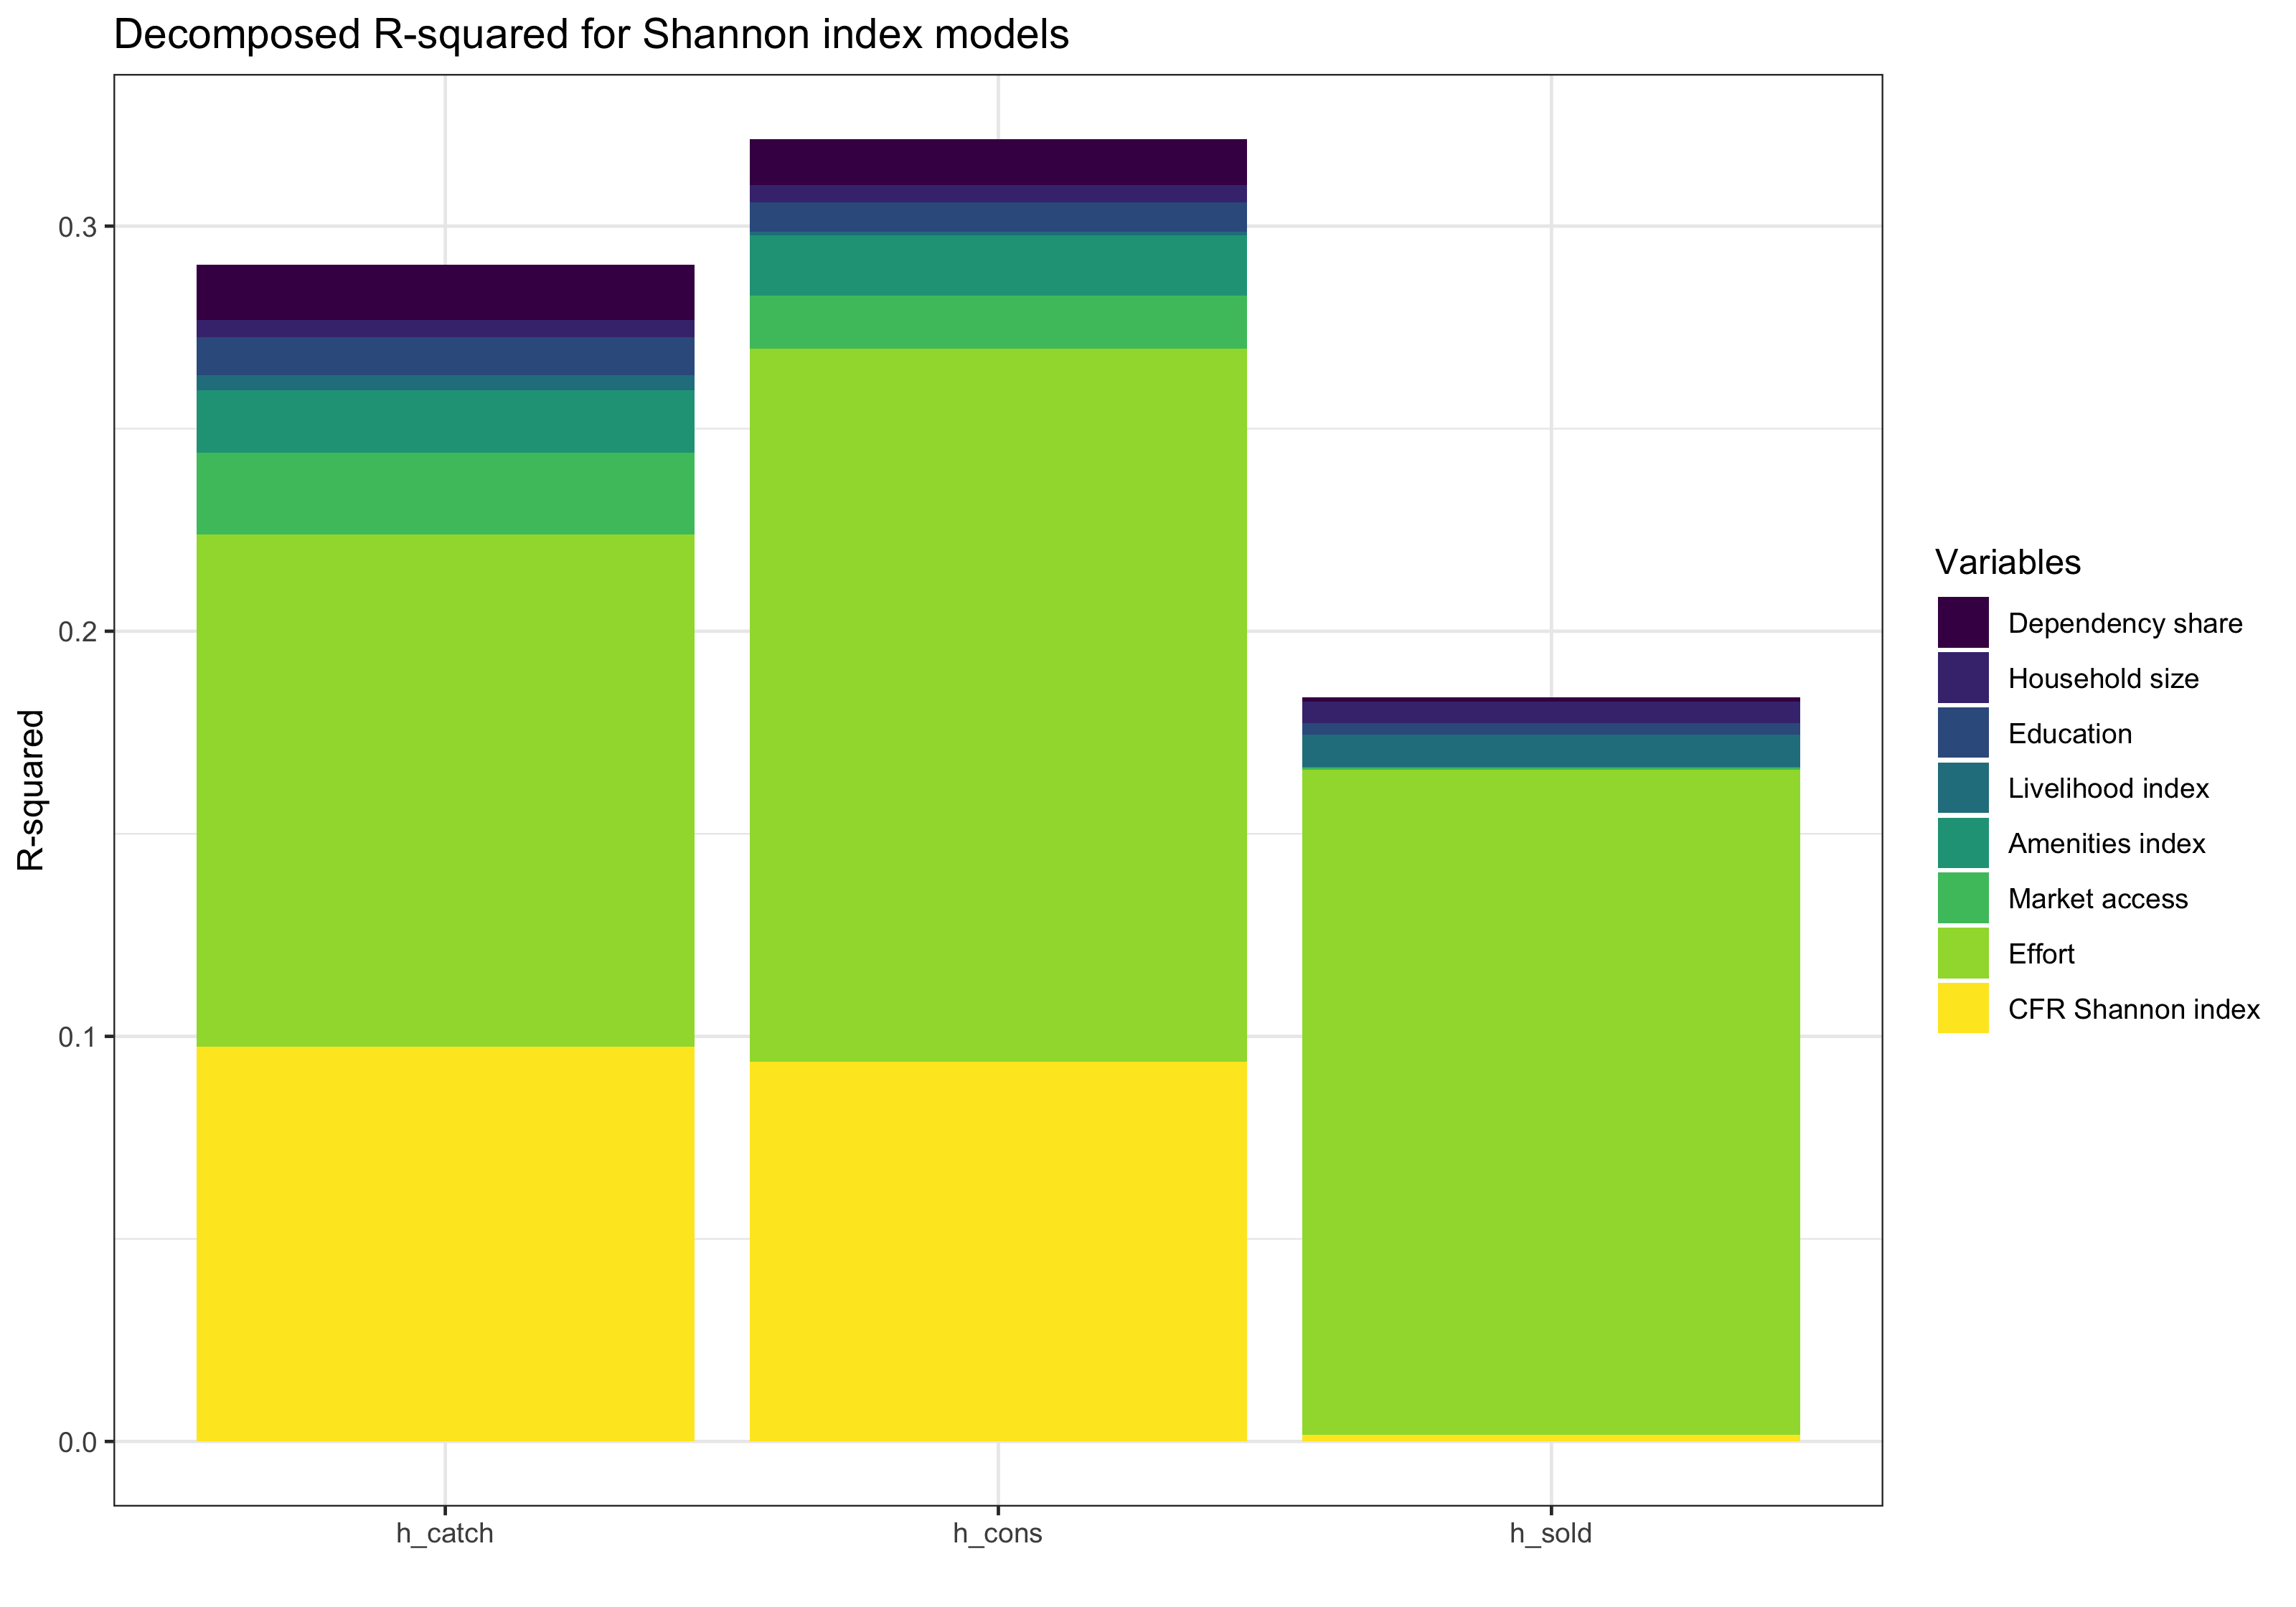 Decomposed R-squared for Shannon index models
R-squared
0.3
0.2
0.1
0.0
h_catch
h_cons
h_sold
Variables
Dependency share
Household size
Education
Livelihood index
Amenities index
Market access
Effort
CFR Shannon index